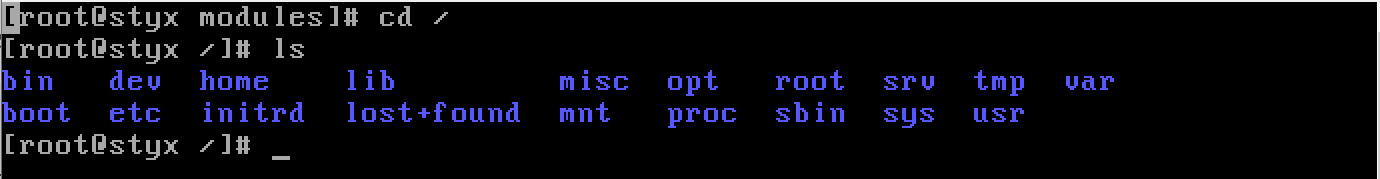 [root@styx modules]# cd /
[root@styx /]# ls
bin dev home lib misc opt root srv tmp var
boot etc initrd lost+found mnt proc sbin sys usr
[root@styx /]# _